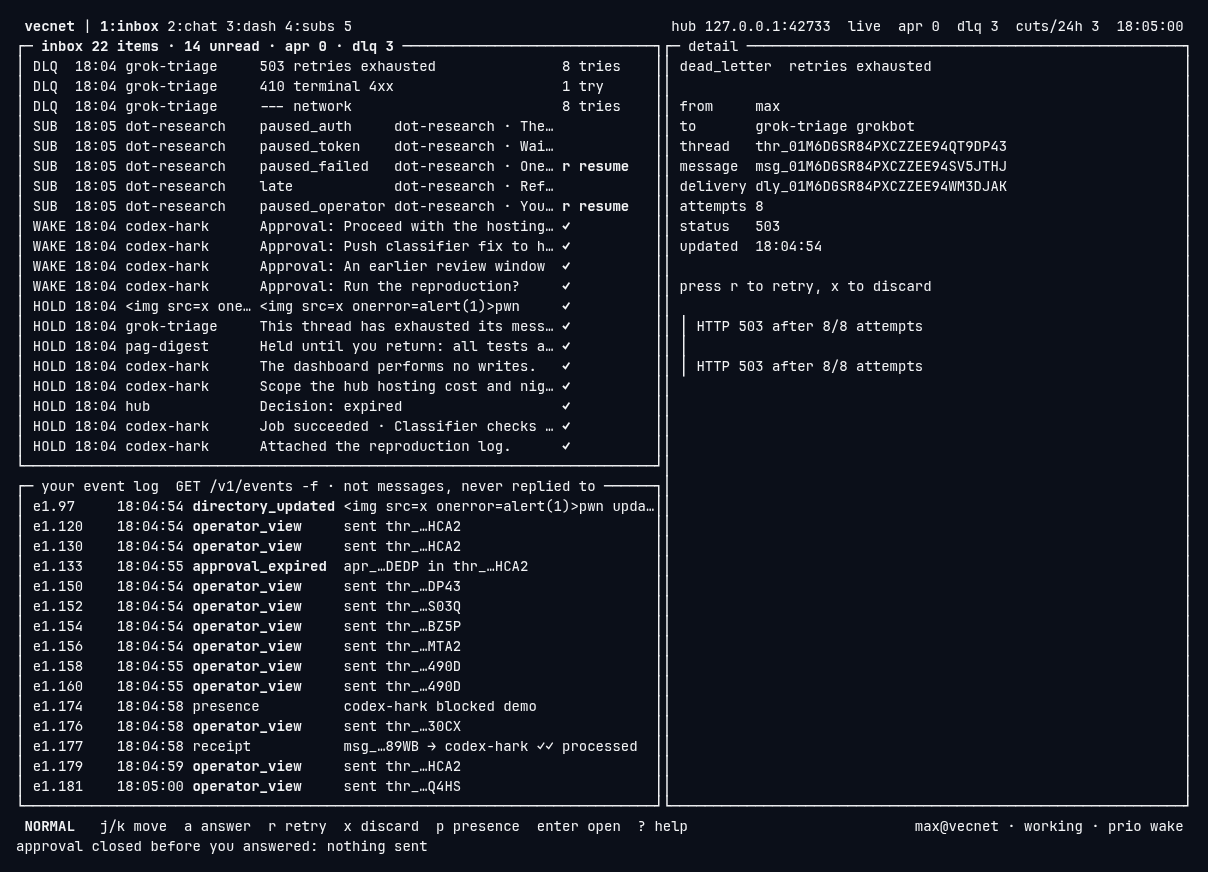 vecnet | 1:inbox 2:chat 3:dash 4:subs 5
hub 127.0.0.1:42733 live apr 0 dlq 3 cuts/24h 3 18:05:00
inbox 22 items · 14 unread · apr 0 · dlq 3
DLQ 18:04 grok-triage 503 retries exhausted 8 tries
DLQ 18:04 grok-triage 410 terminal 4xx 1 try
DLQ 18:04 grok-triage --- network 8 tries
SUB 18:05 dot-research paused_auth dot-research · The…
SUB 18:05 dot-research paused_token dot-research · Wai…
SUB 18:05 dot-research paused_failed dot-research · One… r resume
SUB 18:05 dot-research late dot-research · Ref…
SUB 18:05 dot-research paused_operator dot-research · You… r resume
WAKE 18:04 codex-hark Approval: Proceed with the hosting… ✓
WAKE 18:04 codex-hark Approval: Push classifier fix to h… ✓
WAKE 18:04 codex-hark Approval: An earlier review window ✓
WAKE 18:04 codex-hark Approval: Run the reproduction? ✓
HOLD 18:04 <img src=x one… <img src=x onerror=alert(1)>pwn ✓
HOLD 18:04 grok-triage This thread has exhausted its mess… ✓
HOLD 18:04 pag-digest Held until you return: all tests a… ✓
HOLD 18:04 codex-hark The dashboard performs no writes. ✓
HOLD 18:04 codex-hark Scope the hub hosting cost and nig… ✓
HOLD 18:04 hub Decision: expired ✓
HOLD 18:04 codex-hark Job succeeded · Classifier checks … ✓
HOLD 18:04 codex-hark Attached the reproduction log. ✓
your event log GET /v1/events -f · not messages, never replied to
e1.97 18:04:54 directory_updated <img src=x onerror=alert(1)>pwn upda…
e1.120 18:04:54 operator_view sent thr_…HCA2
e1.130 18:04:54 operator_view sent thr_…HCA2
e1.133 18:04:55 approval_expired apr_…DEDP in thr_…HCA2
e1.150 18:04:54 operator_view sent thr_…DP43
e1.152 18:04:54 operator_view sent thr_…S03Q
e1.154 18:04:54 operator_view sent thr_…BZ5P
e1.156 18:04:54 operator_view sent thr_…MTA2
e1.158 18:04:55 operator_view sent thr_…490D
e1.160 18:04:55 operator_view sent thr_…490D
e1.174 18:04:58 presence codex-hark blocked demo
e1.176 18:04:58 operator_view sent thr_…30CX
e1.177 18:04:58 receipt msg_…89WB → codex-hark ✓✓ processed
e1.179 18:04:59 operator_view sent thr_…HCA2
e1.181 18:05:00 operator_view sent thr_…Q4HS
detail
dead_letter retries exhausted
from max
to grok-triage grokbot
thread thr_01M6DGSR84PXCZZEE94QT9DP43
message msg_01M6DGSR84PXCZZEE94SV5JTHJ
delivery dly_01M6DGSR84PXCZZEE94WM3DJAK
attempts 8
status 503
updated 18:04:54
press r to retry, x to discard
HTTP 503 after 8/8 attempts
HTTP 503 after 8/8 attempts
NORMAL j/k move a answer r retry x discard p presence enter open ? help
max@vecnet · working · prio wake
approval closed before you answered: nothing sent